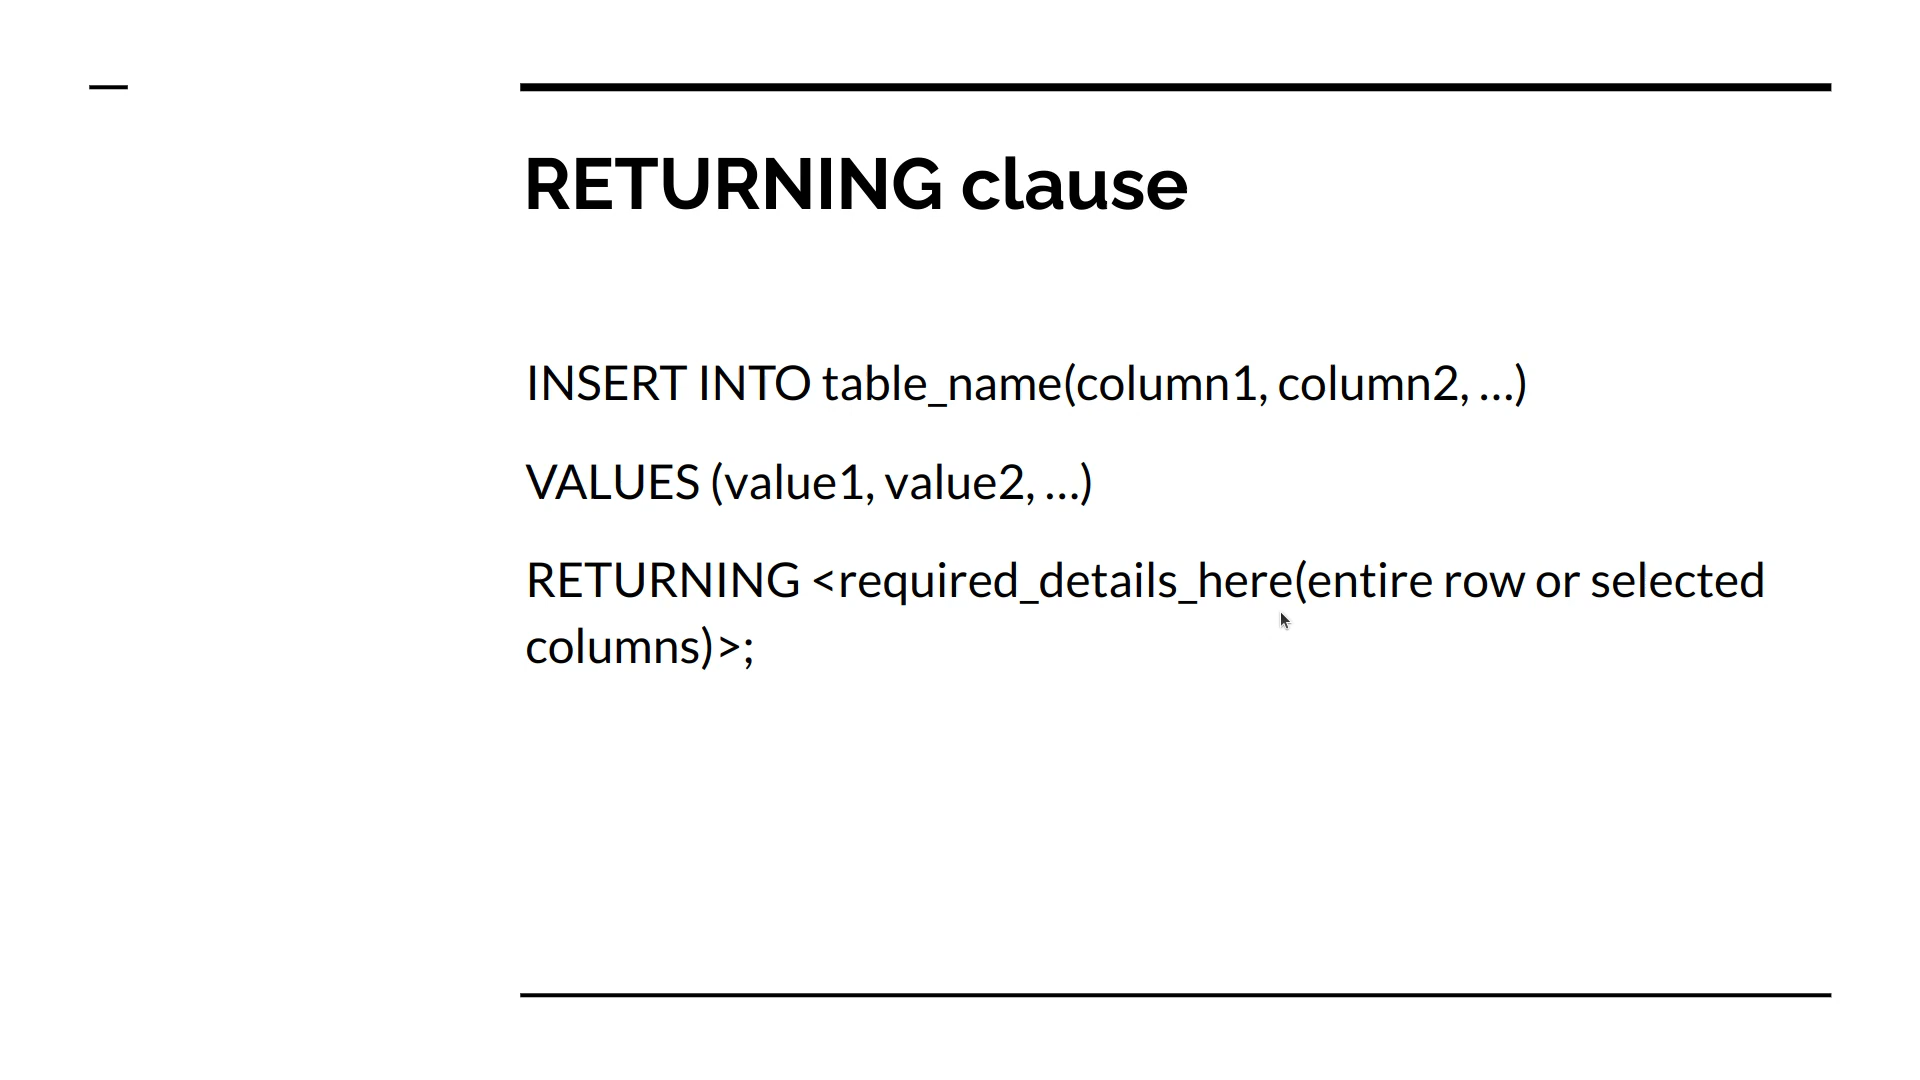 RETURNING clause
INSERT INTO table_name(column1, column2, ...)
VALUES (value1, value2, ...)
RETURNING <required_details_here(entire row or selected
columns)>;